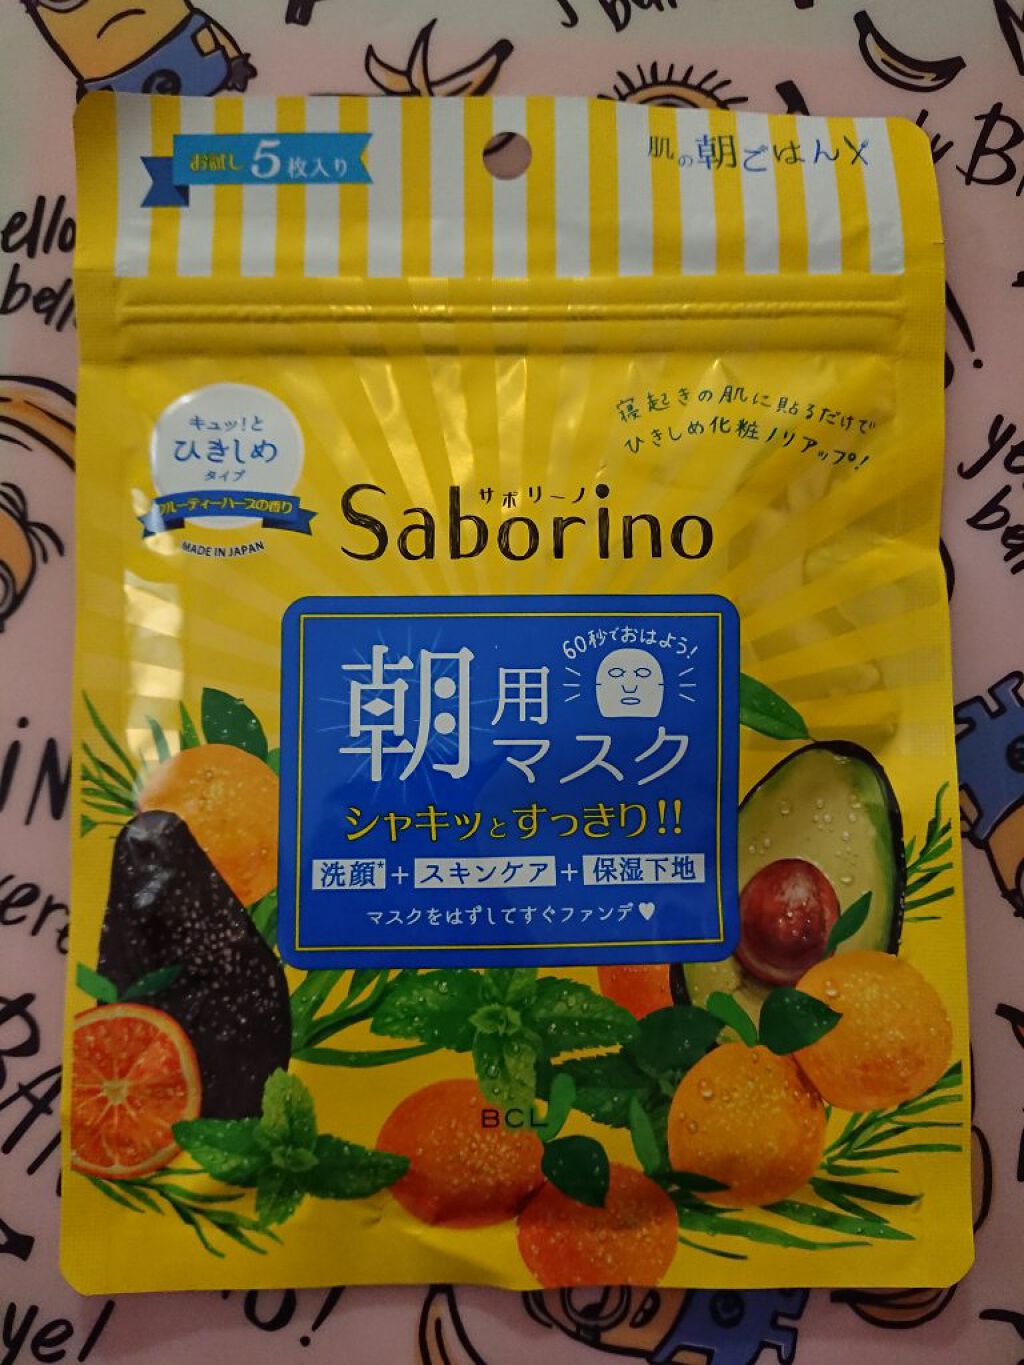 お試し 5枚入り
肌の朝ごはん
キュッ!と
ひきしめ
タイプ
フルーティーハーブの香り
MADE IN JAPAN
寝起きの肌に貼るだけで
ひきしめ化粧ノリアップ!
サボリーノ
Saborino
60秒でおはよう!
朝用
マスク
シャキッとすっきり!!
洗顔*+スキンケア+保湿下地
マスクをはずしてすぐファンデ♥
BCL